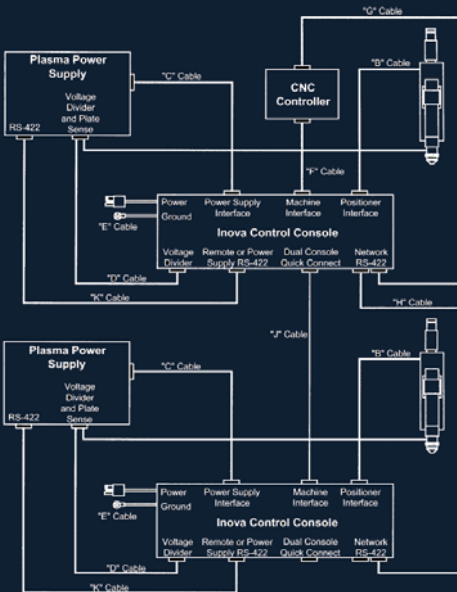 "G" Cable
Plasma Power
Supply
Voltage
Divider
and Plate
Sense
RS-422
"C" Cable
CNC
Controller
"B" Cable
"F" Cable
Power
Ground
"E" Cable
Power Supply
Interface
Machine
Interface
Positioner
Interface
Inova Control Console
Voltage
Divider
Remote or Power
Supply RS-422
Dual Console
Quick Connect
Network
RS-422
"D" Cable
"K" Cable
"H" Cable
"J" Cable
Plasma Power
Supply
Voltage
Divider
and Plate
Sense
RS-422
"C" Cable
"B" Cable
Power
Ground
"E" Cable
Power Supply
Interface
Machine
Interface
Positioner
Interface
Inova Control Console
Voltage
Divider
Remote or Power
Supply RS-422
Dual Console
Quick Connect
Network
RS-422
"D" Cable
"K" Cable